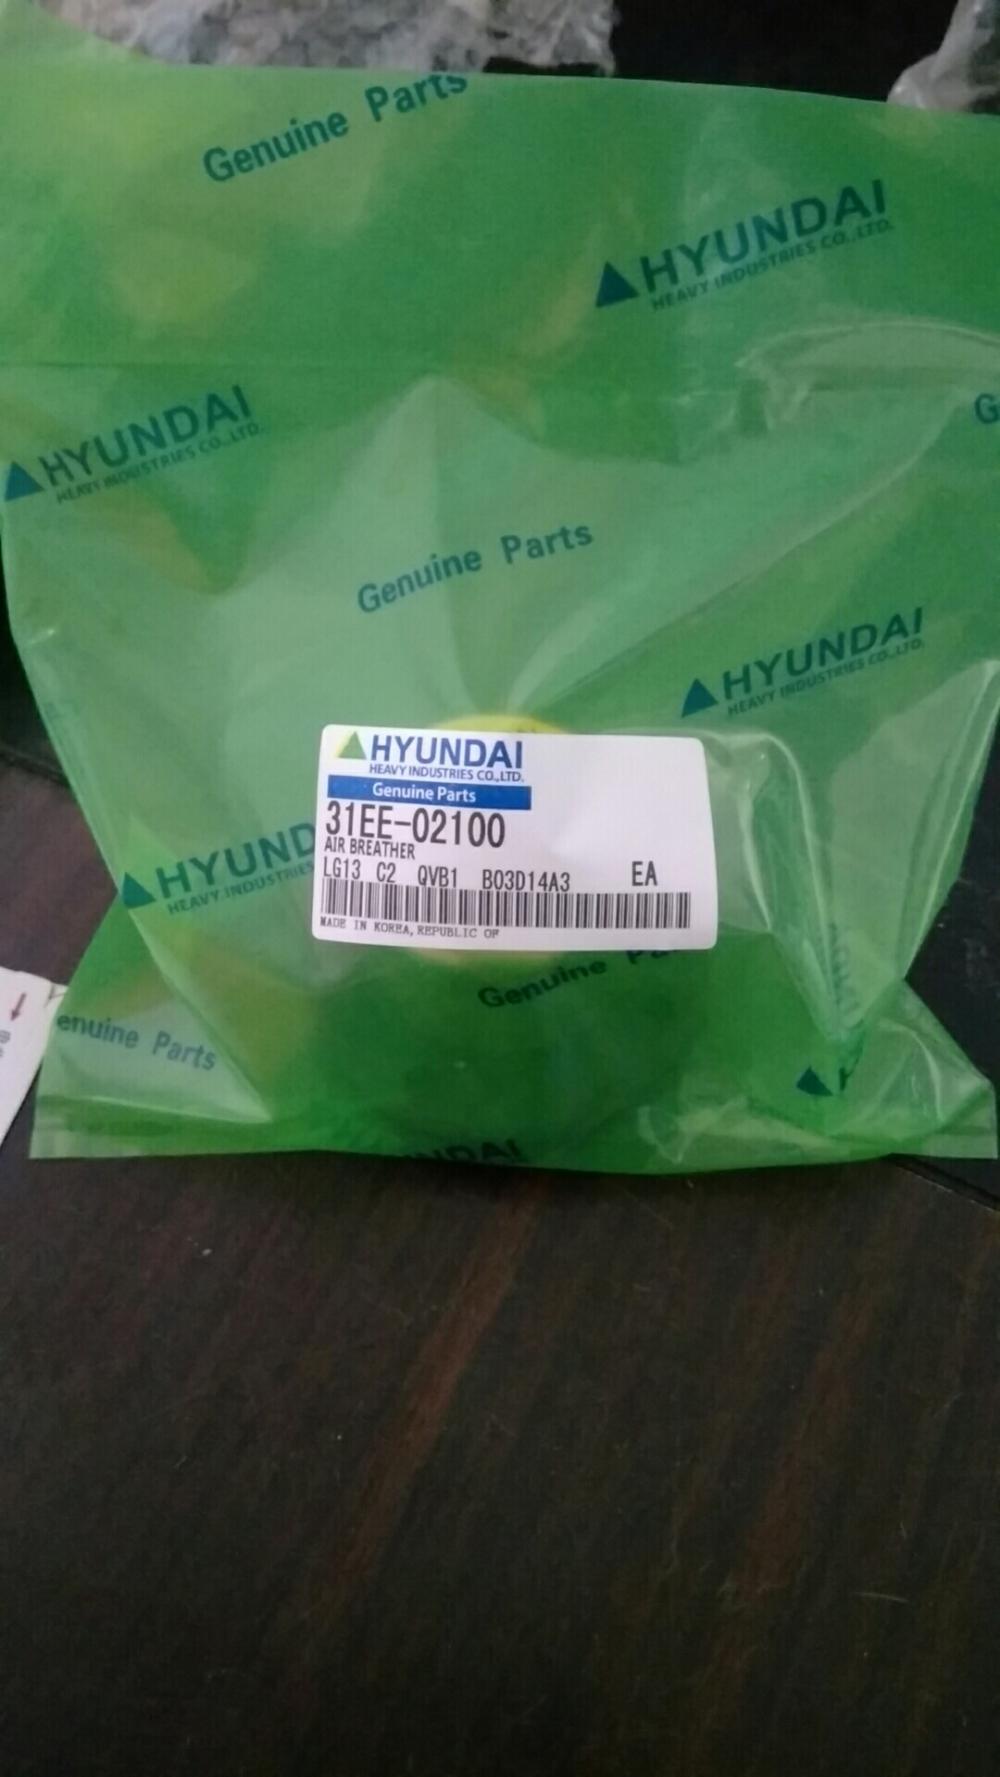 Genuine Parts
HYUNDAI
HEAVY INDUSTRIES CO.,LTD.
G
HYUNDAI
HEAVY INDUSTRIES CO.,LTD.
Genuine Parts
HYUNDAI
HEAVY INDUSTRIES CO.,LTD.
HYUNDAI
HEAVY INDUSTRIES CO.,LTD.
Genuine Parts
31EE-02100
AIR BREATHER
LG13 C2 QVB1 B03D14A3 EA
MADE IN KOREA, REPUBLIC OF
HYUND
HEAVY INDUSTRIES
Genuine Pa
enuine Parts
H
NDAI